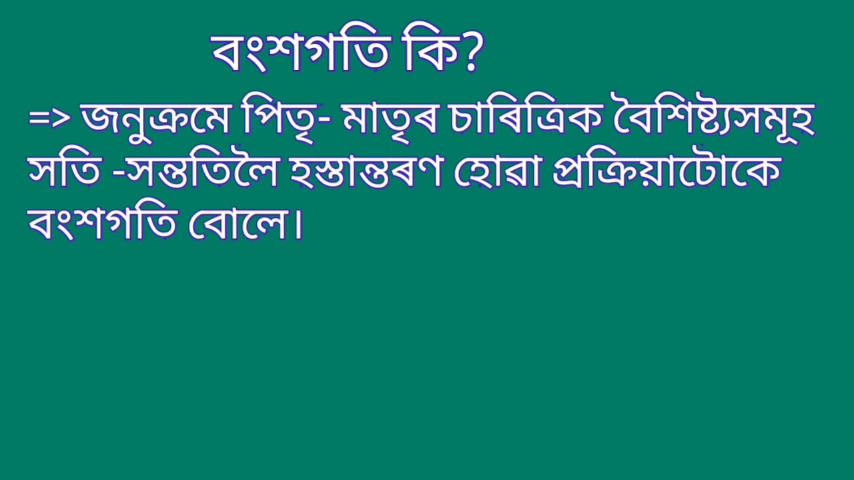 বংশগতি কি?
=> জনুক্ৰমে পিতৃ- মাতৃৰ চাৰিত্ৰিক বৈশিষ্ট্যসমূহ
সতি -সন্ততিলৈ হস্তান্তৰণ হোৱা প্ৰক্ৰিয়াটোকে
বংশগতি বোলে।